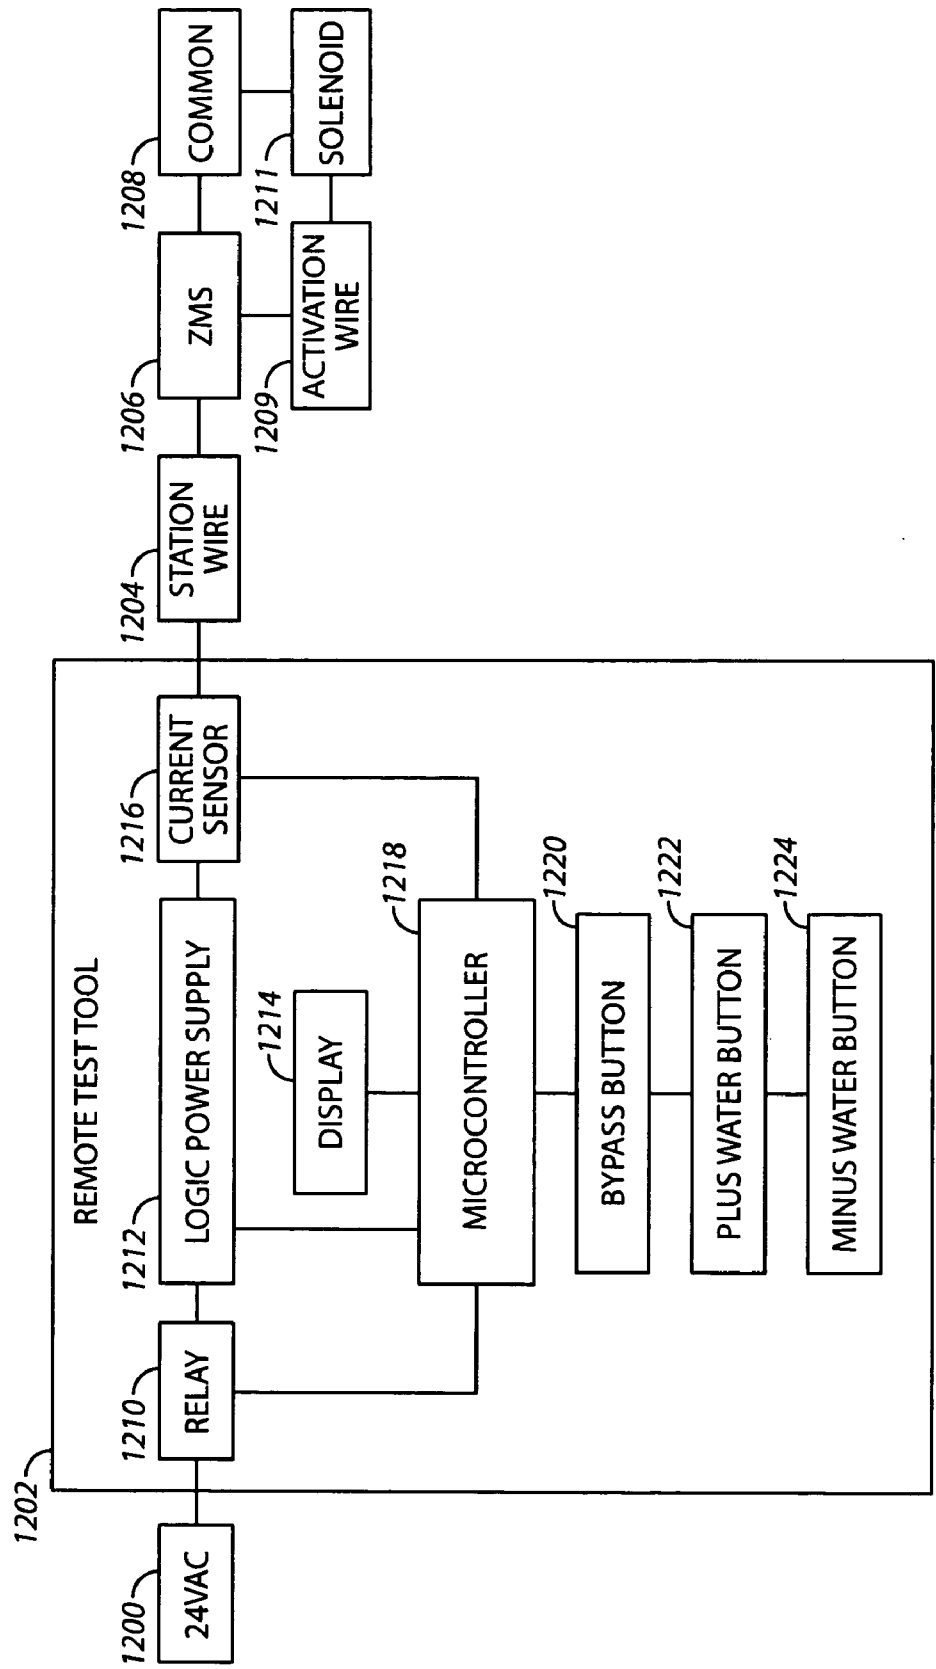 1202
REMOTE TEST TOOL
1200
24VAC
1210
RELAY
1212
LOGIC POWER SUPPLY
1216
CURRENT
SENSOR
1204
STATION
WIRE
1206
ZMS
1208
COMMON
1209
ACTIVATION
WIRE
1211
SOLENOID
1214
DISPLAY
1218
MICROCONTROLLER
1220
BYPASS BUTTON
1222
PLUS WATER BUTTON
1224
MINUS WATER BUTTON